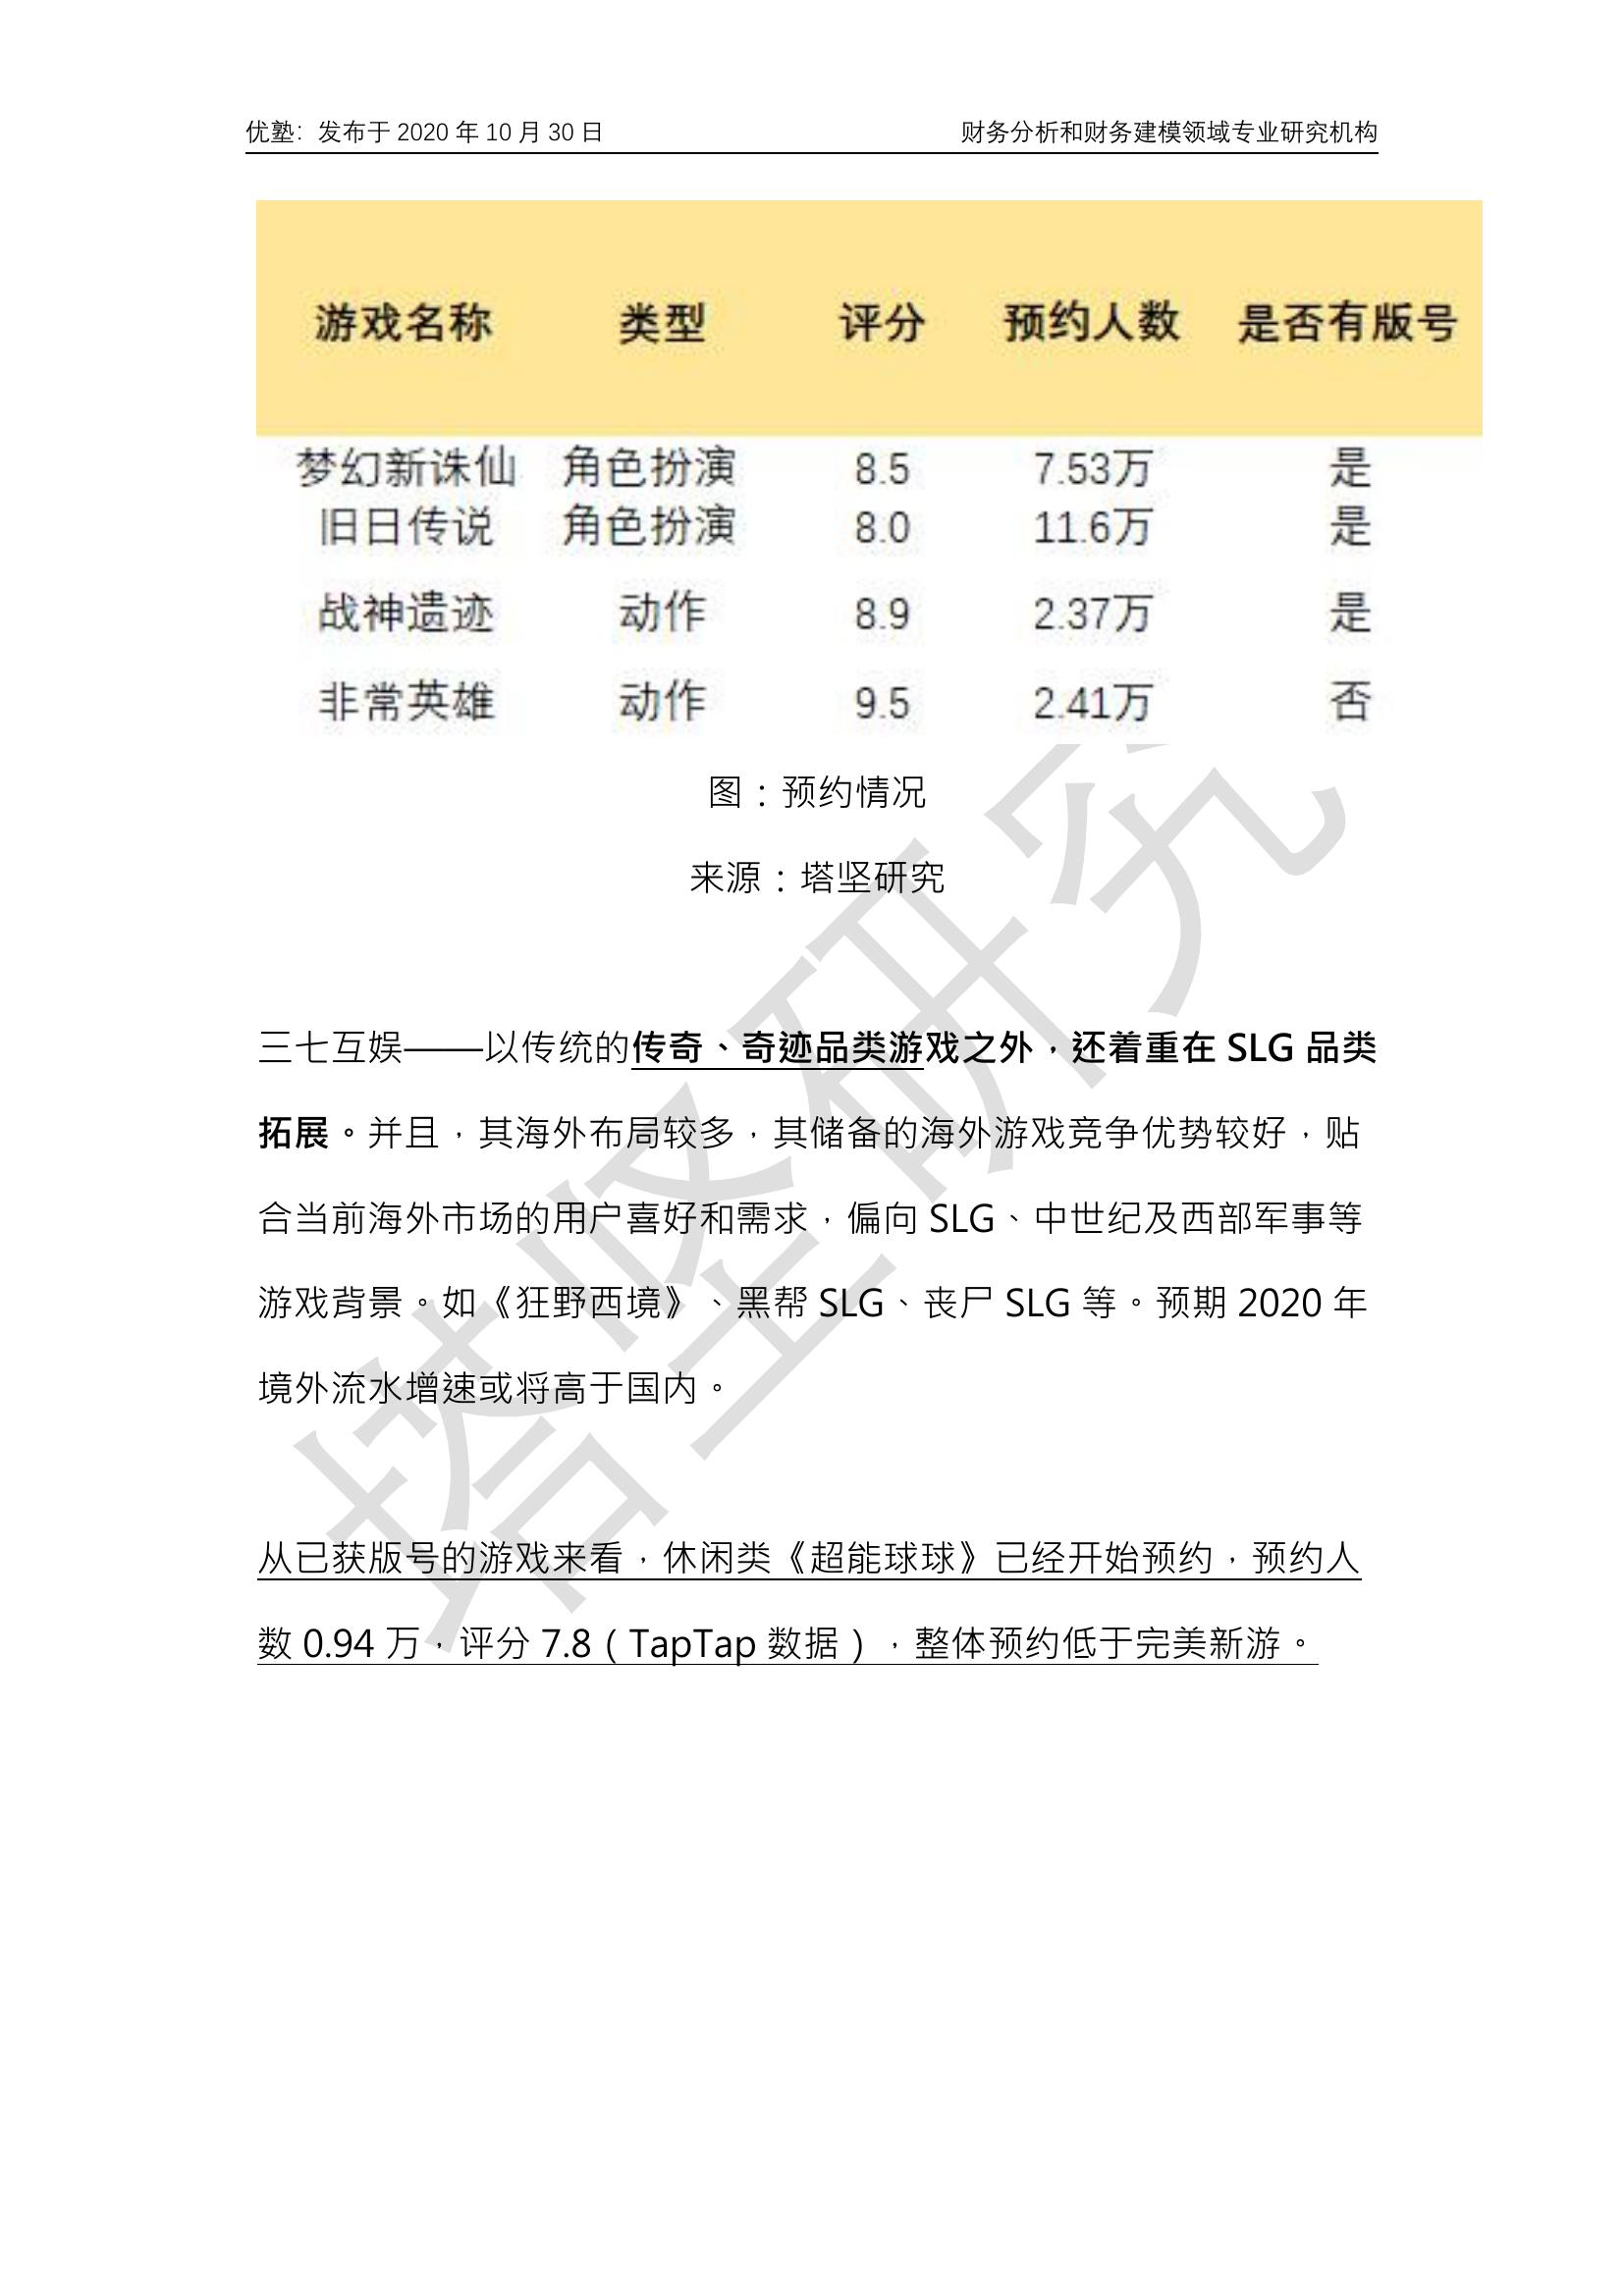 优塾：发布于 2020 年 10 月 30 日 财务分析和财务建模领域专业研究机构
游戏名称 类型 评分 预约人数 是否有版号
梦幻新诛仙 角色扮演 8.5 7.53万 是
旧日传说 角色扮演 8.0 11.6万 是
战神遗迹 动作 8.9 2.37万 是
非常英雄 动作 9.5 2.41万 否
图：预约情况
来源：塔坚研究
三七互娱——以传统的传奇、奇迹品类游戏之外，还着重在 SLG 品类
拓展。并且，其海外布局较多，其储备的海外游戏竞争优势较好，贴
合当前海外市场的用户喜好和需求，偏向 SLG、中世纪及西部军事等
游戏背景。如《狂野西境》、黑帮 SLG、丧尸 SLG 等。预期 2020 年
境外流水增速或将高于国内。
从已获版号的游戏来看，休闲类《超能球球》已经开始预约，预约人
数 0.94 万，评分 7.8（TapTap 数据），整体预约低于完美新游。
塔坚研究